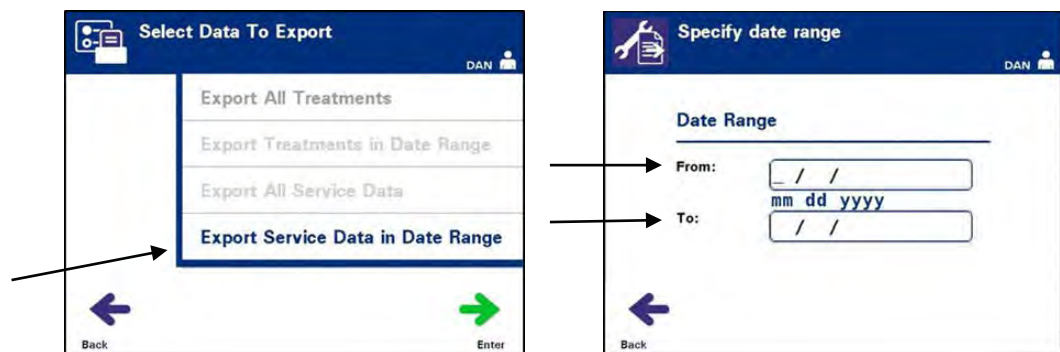 Select Data To Export
DAN
Export All Treatments
Export Treatments in Date Range
Export All Service Data
Export Service Data in Date Range
Back
Enter
Specify date range
DAN
Date Range
From:
_ / /
mm dd yyyy
To:
/ /
Back